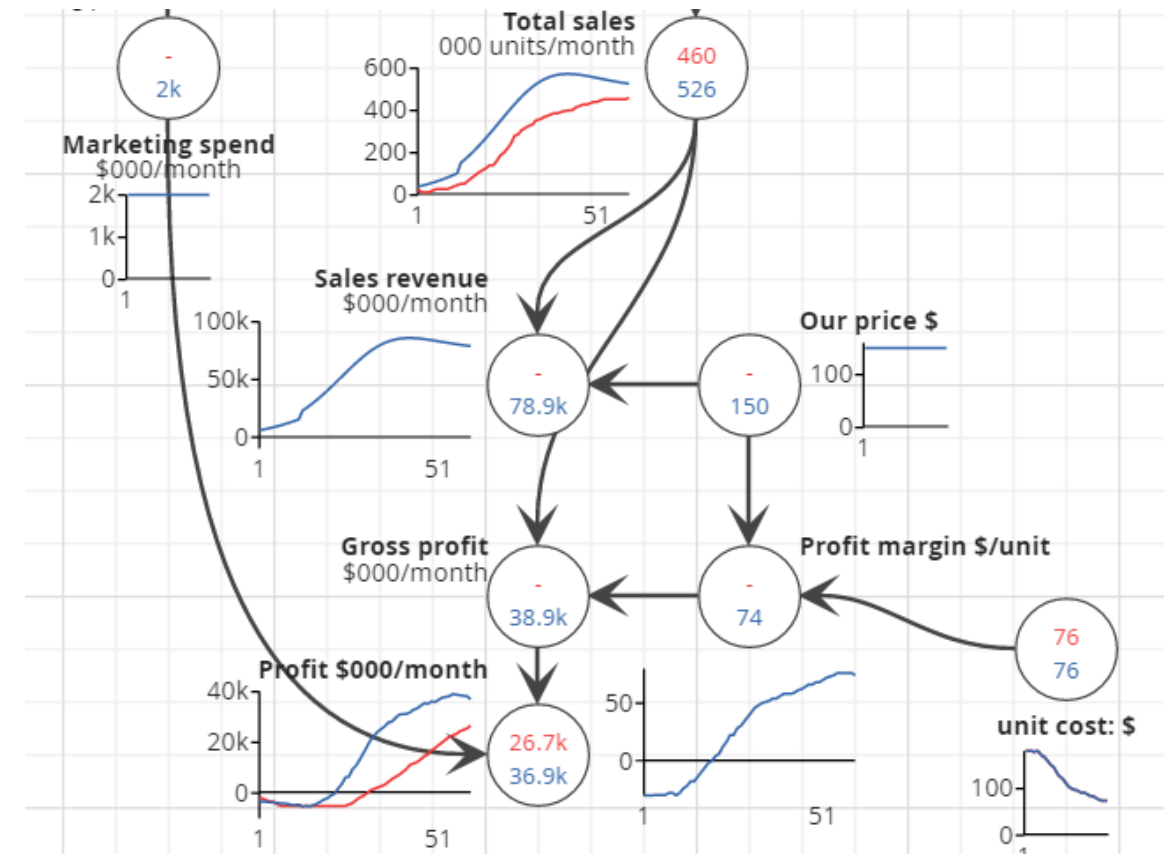 Total sales
000 units/month
-
2k
460
526
600
400
200
0
1
51
Marketing spend
$000/month
2k
1k
0
1
Sales revenue
$000/month
100k
50k
0
1
51
-
78.9k
-
150
Our price $
100
0
1
Gross profit
$000/month
-
38.9k
-
74
Profit margin $/unit
76
76
Profit $000/month
40k
20k
0
1
51
26.7k
36.9k
50
0
1
51
unit cost: $
100
0
1